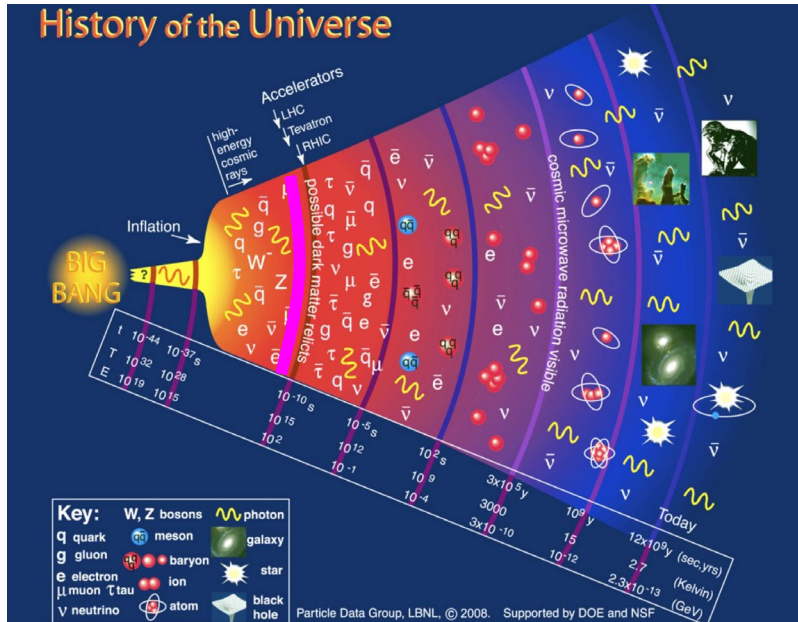 History of the Universe
Accelerators
LHC
Tevatron
RHIC
high-
energy
cosmic
rays
Inflation
BIG
BANG
?
possible dark matter relicts
cosmic microwave radiation visible
q̄
g
q
τ
W-
Z
q̄
e
ν
ν̄
ē
μ
τ
ν̄
q̄
q
μ̄
τ
g
ν
μ
ē
τ
g
q̄
e
ν̄
τ̄
q
q̄
μ
ν
ē
ν̄
ν
qq̄
e
ν
qq̄
ē
ν̄
e
ν̄
ν
ν̄
ν
ν̄
ν
t 10-44 10-37 s 10-10 s 10-5 s 102 s 3x105 y 109 y 12x109 y (sec,yrs)
T 1032 1028 1015 1012 109 3000 15 2.7 (Kelvin)
E 1019 1015 102 10-1 10-4 3x10-10 10-12 2.3x10-13 (GeV)
Today
Key:
q quark
g gluon
e electron
μ muon τ tau
ν neutrino
W, Z bosons
qq̄ meson
baryon
ion
atom
photon
galaxy
star
black
hole
Particle Data Group, LBNL, © 2008. Supported by DOE and NSF